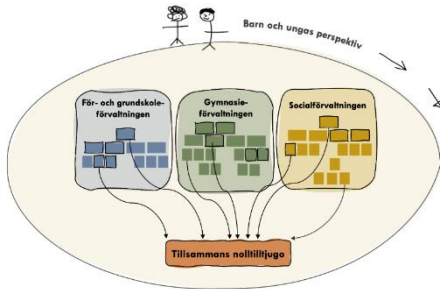 Barn och ungas perspektiv
För- och grundskole-
förvaltningen
Gymnasie-
förvaltningen
Socialförvaltningen
Tillsammans nolltilltjugo